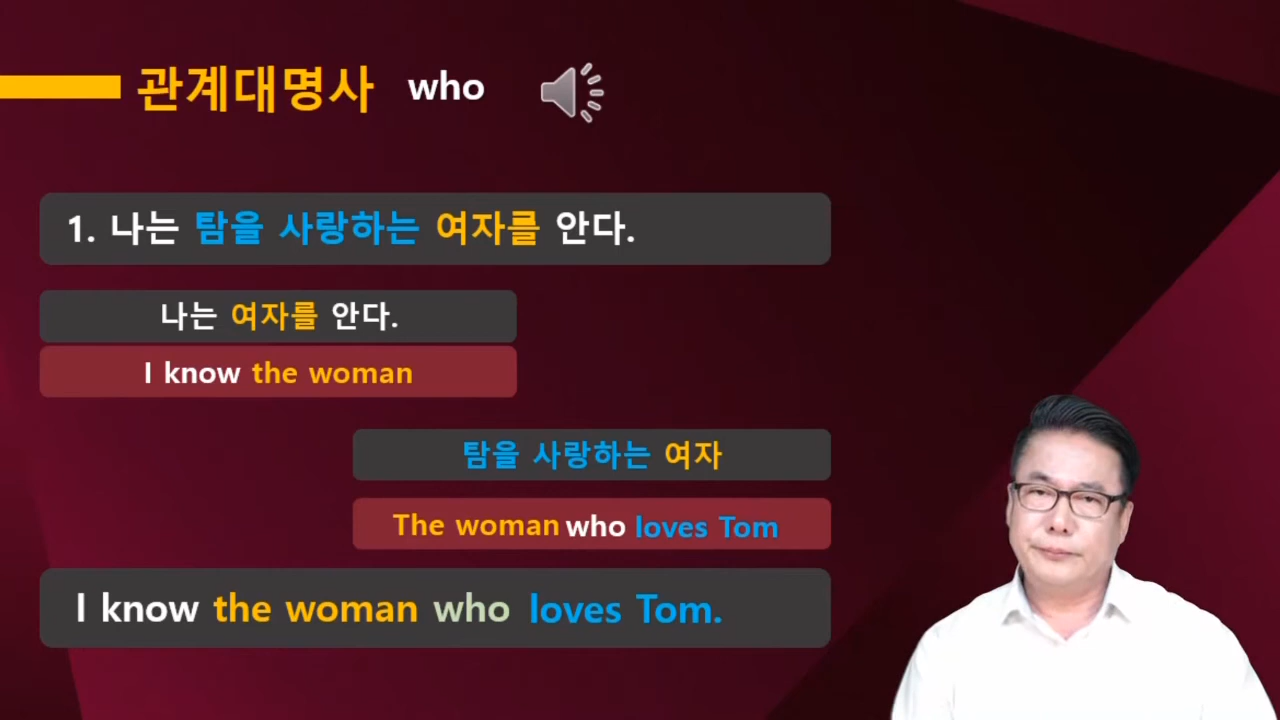 관계대명사 who
1. 나는 탐을 사랑하는 여자를 안다.
나는 여자를 안다.
I know the woman
탐을 사랑하는 여자
The woman who loves Tom
I know the woman who loves Tom.